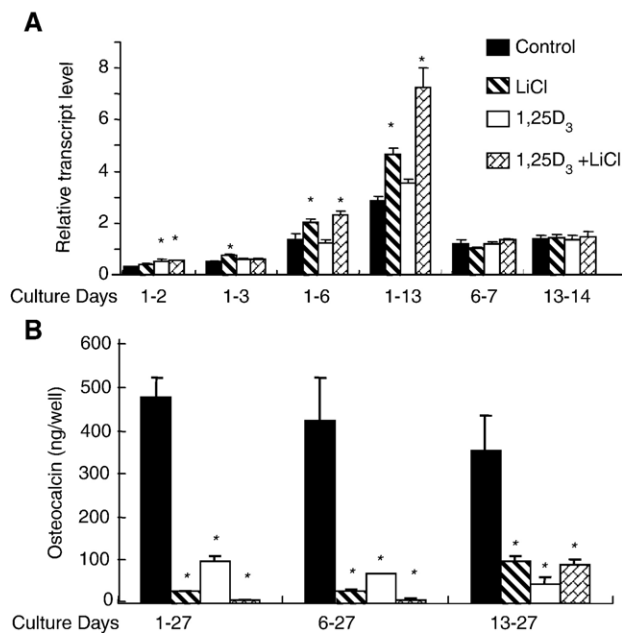 A
Relative transcript level
8
6
4
2
0
Control
LiCl
1,25D3
1,25D3 +LiCl
* * * * * * *
Culture Days 1-2 1-3 1-6 1-13 6-7 13-14
B
Osteocalcin (ng/well)
600
500
400
300
200
100
0
* * * * * * * * *
Culture Days 1-27 6-27 13-27